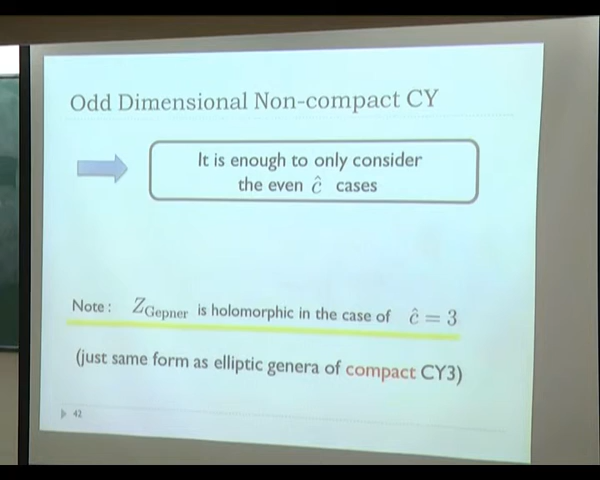 Odd Dimensional Non-compact CY
It is enough to only consider
the even ĉ cases
Note : Z_Gepner is holomorphic in the case of ĉ = 3
(just same form as elliptic genera of compact CY3)
42